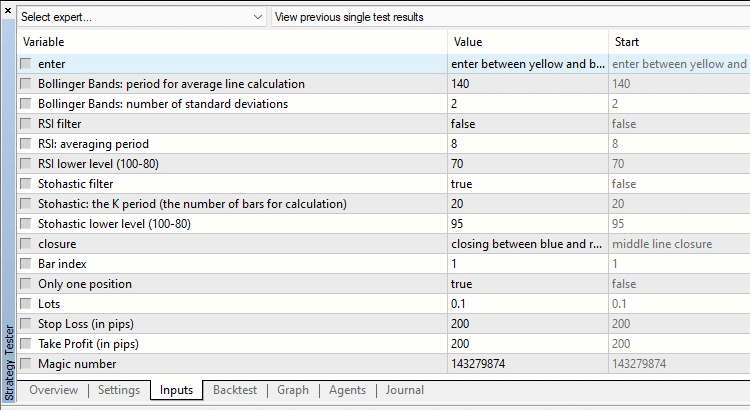 Select expert... View previous single test results
Variable Value Start
enter enter between yellow and b... enter between yellow and
Bollinger Bands: period for average line calculation 140 140
Bollinger Bands: number of standard deviations 2 2
RSI filter false false
RSI: averaging period 8 8
RSI lower level (100-80) 70 70
Stohastic filter true false
Stohastic: the K period (the number of bars for calculation) 20 20
Stohastic lower level (100-80) 95 95
closure closing between blue and r... middle line closure
Bar index 1 1
Only one position true false
Lots 0.1 0.1
Stop Loss (in pips) 200 200
Take Profit (in pips) 200 200
Magic number 143279874 143279874
Strategy Tester
Overview Settings Inputs Backtest Graph Agents Journal